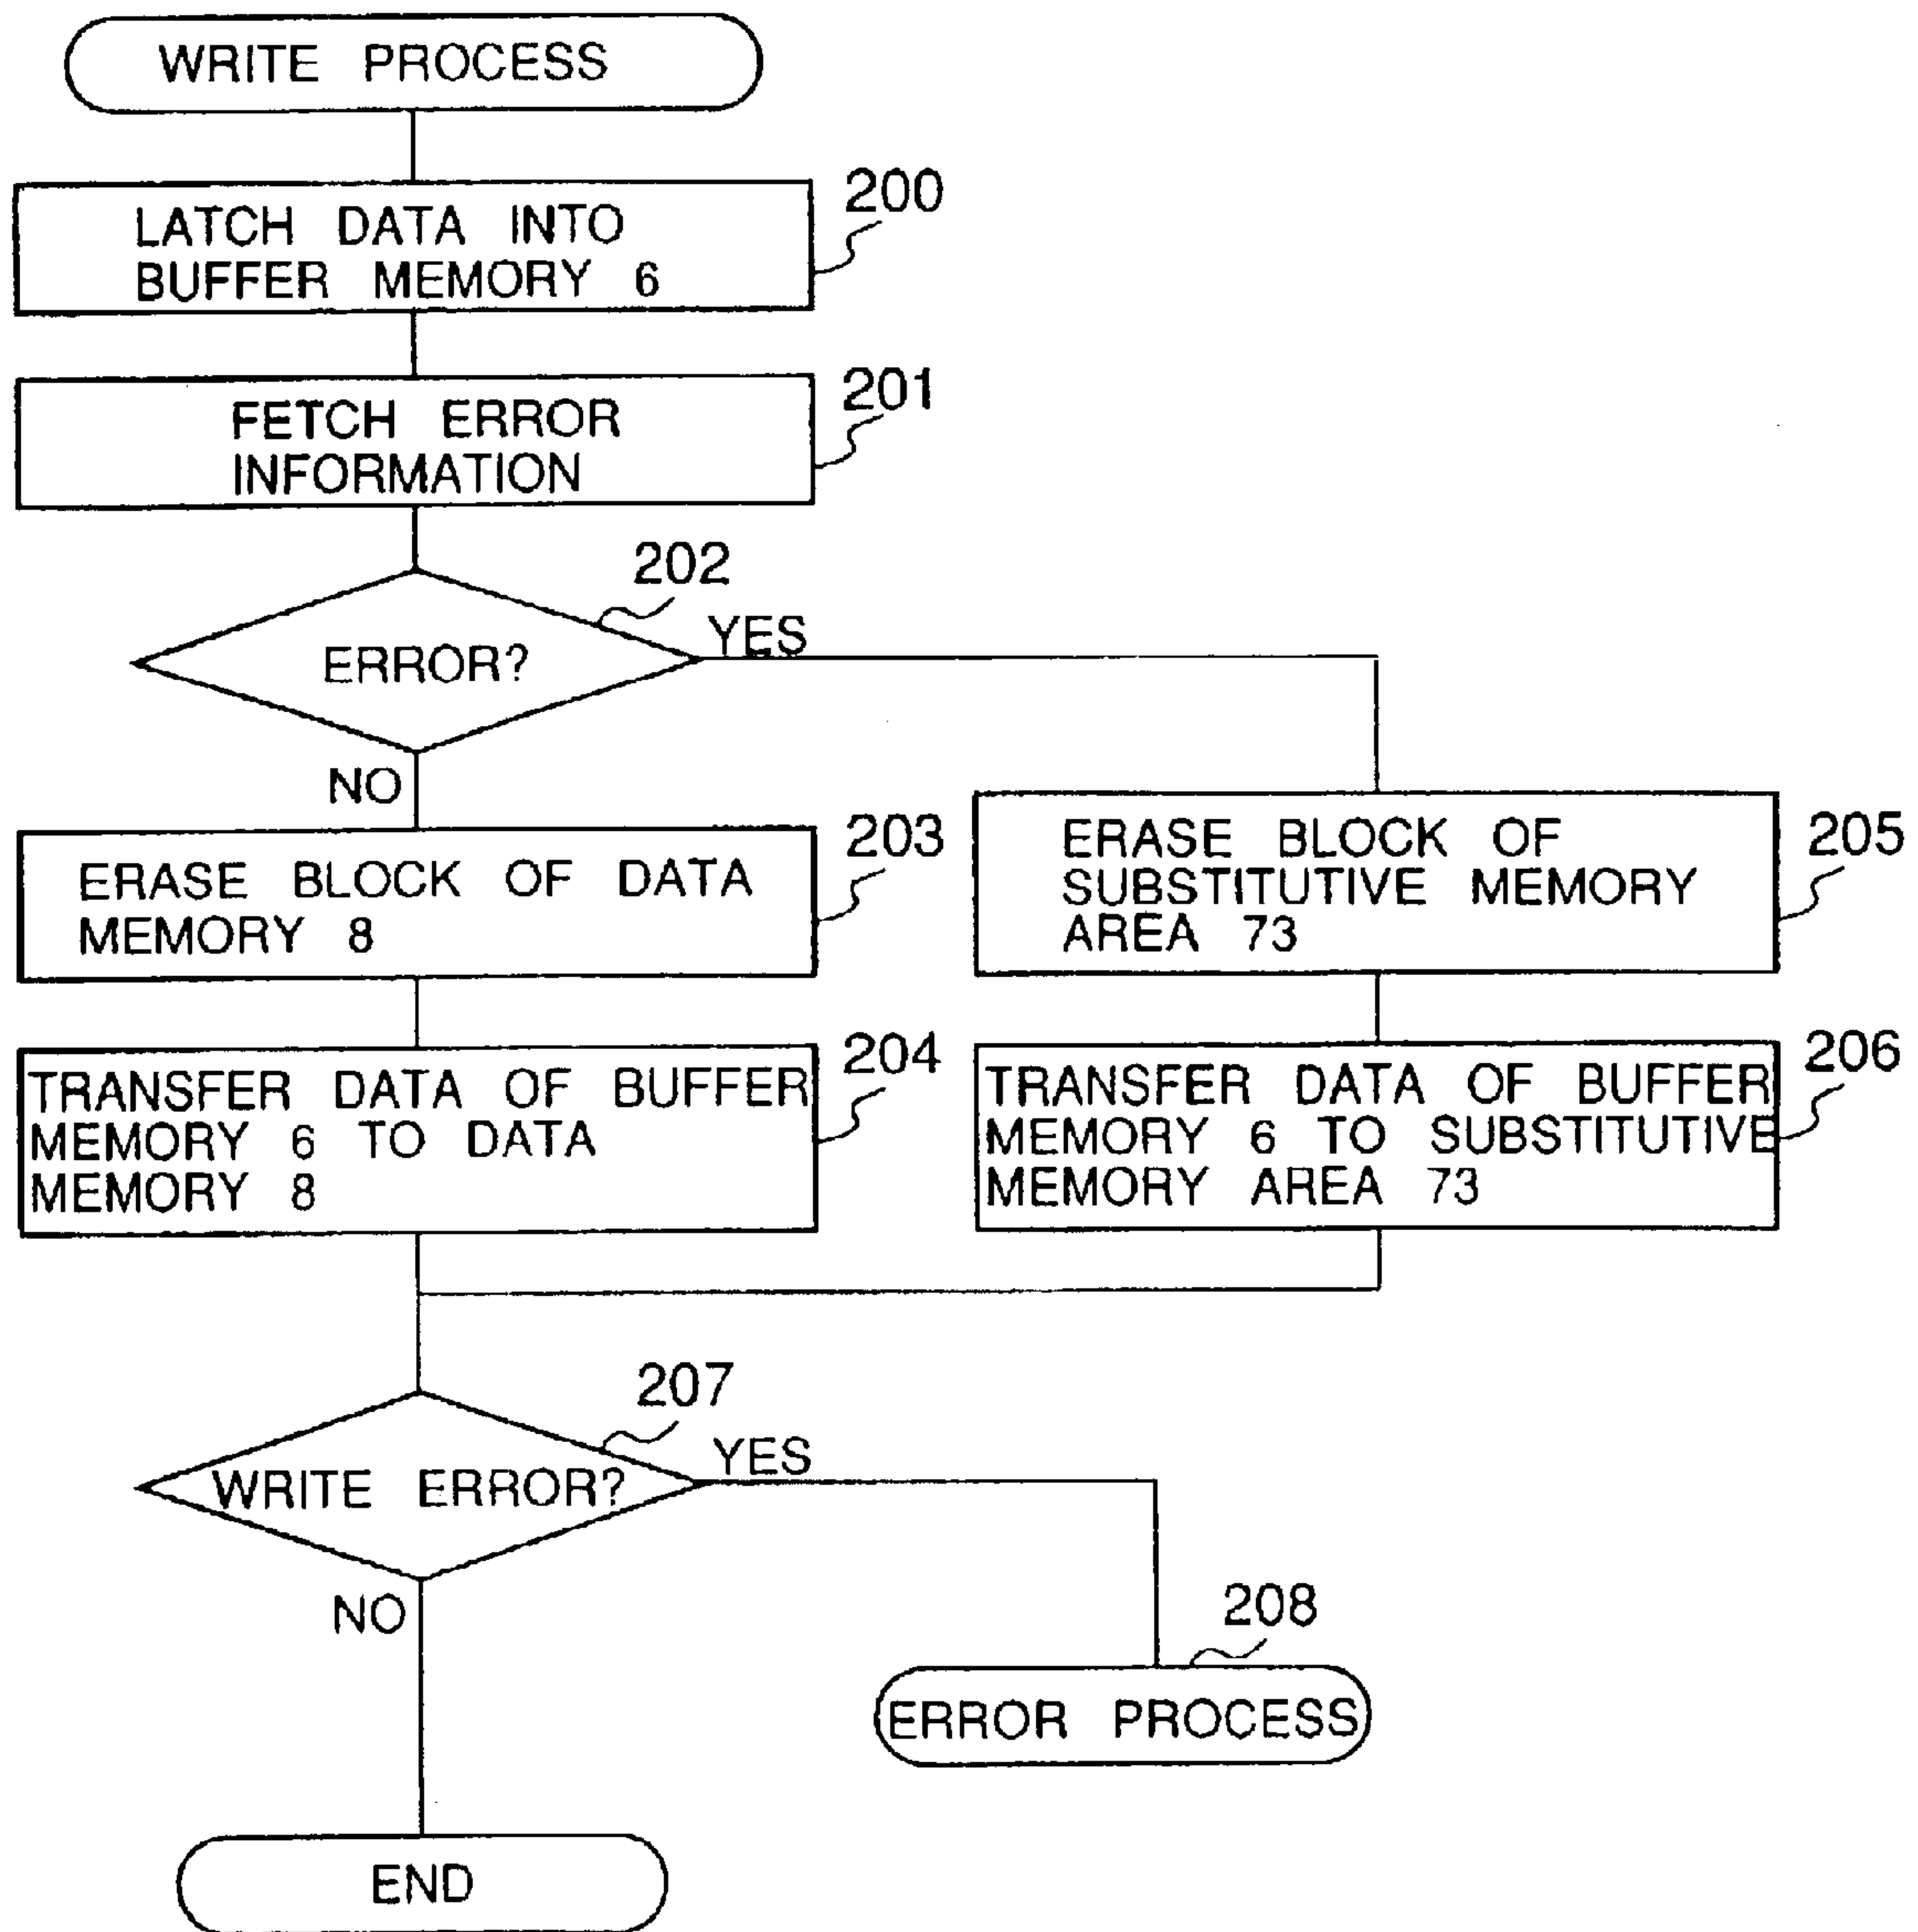 WRITE PROCESS
200
LATCH DATA INTO
BUFFER MEMORY 6
201
FETCH ERROR
INFORMATION
202
ERROR?
YES
NO
203
ERASE BLOCK OF DATA
MEMORY 8
205
ERASE BLOCK OF
SUBSTITUTIVE MEMORY
AREA 73
204
TRANSFER DATA OF BUFFER
MEMORY 6 TO DATA
MEMORY 8
206
TRANSFER DATA OF BUFFER
MEMORY 6 TO SUBSTITUTIVE
MEMORY AREA 73
207
WRITE ERROR?
YES
NO
208
ERROR PROCESS
END